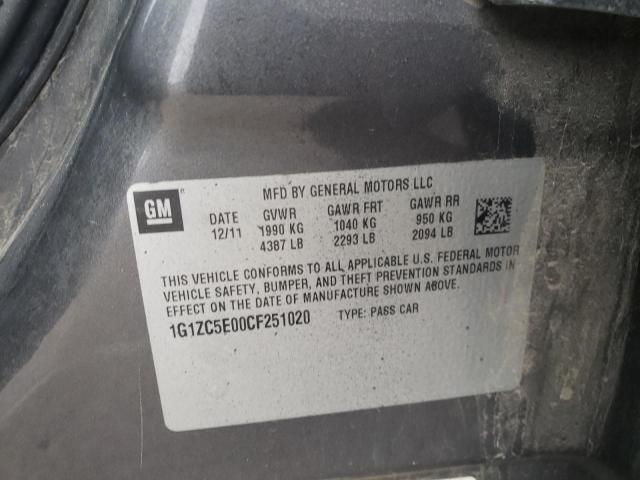 GM
MFD BY GENERAL MOTORS LLC
DATE GVWR GAWR FRT GAWR RR
12/11 1990 KG 1040 KG 950 KG
4387 LB 2293 LB 2094 LB
THIS VEHICLE CONFORMS TO ALL APPLICABLE U.S. FEDERAL MOTOR
VEHICLE SAFETY, BUMPER, AND THEFT PREVENTION STANDARDS IN
EFFECT ON THE DATE OF MANUFACTURE SHOWN ABOVE.
1G1ZC5E00CF251020 TYPE: PASS CAR